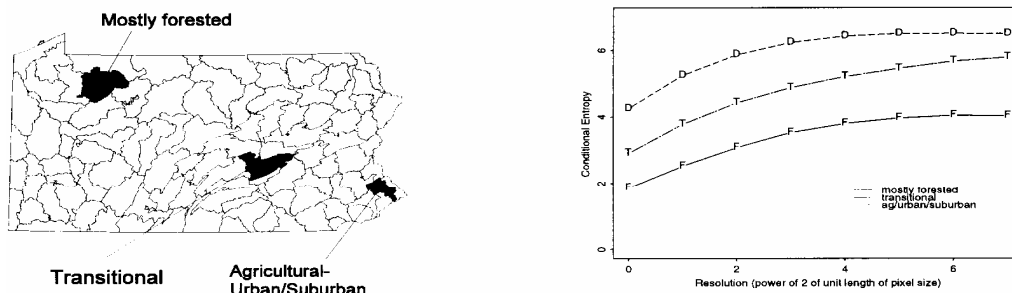 Mostly forested
Transitional
Agricultural-
Urban/Suburban
Conditional Entropy
6
4
2
0
D D D D D D D D
T T T T T T T T
F F F F F F F F
mostly forested
transitional
ag/urban/suburban
0 2 4 6
Resolution (power of 2 of unit length of pixel size)